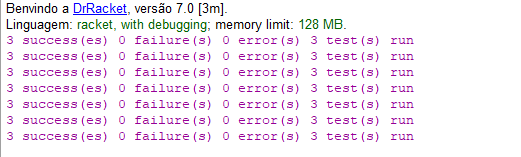 Benvindo a DrRacket, versão 7.0 [3m].
Linguagem: racket, with debugging; memory limit: 128 MB.
3 success(es) 0 failure(s) 0 error(s) 3 test(s) run
3 success(es) 0 failure(s) 0 error(s) 3 test(s) run
3 success(es) 0 failure(s) 0 error(s) 3 test(s) run
3 success(es) 0 failure(s) 0 error(s) 3 test(s) run
3 success(es) 0 failure(s) 0 error(s) 3 test(s) run
3 success(es) 0 failure(s) 0 error(s) 3 test(s) run
3 success(es) 0 failure(s) 0 error(s) 3 test(s) run